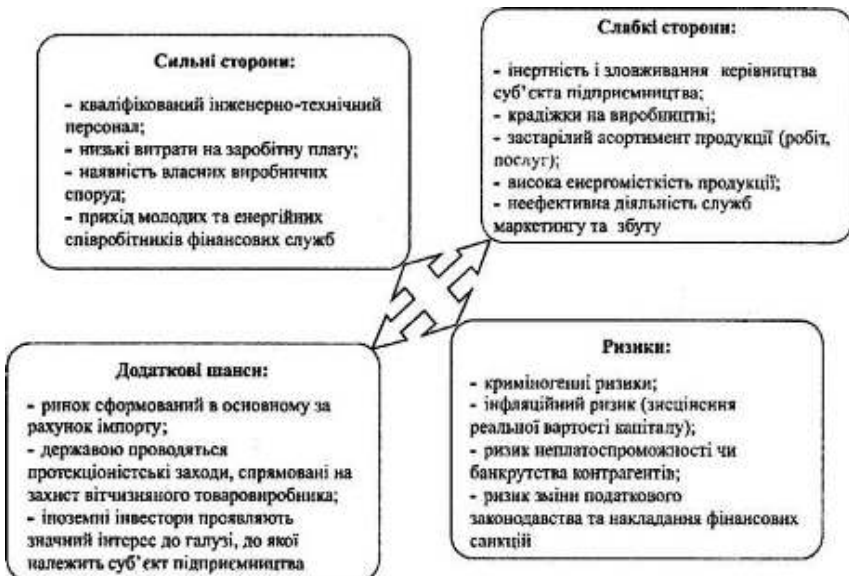 Сильні сторони:
- кваліфікований інженерно-технічний
персонал;
- низькі витрати на заробітну плату;
- наявність власних виробничих
споруд;
- прихід молодих та енергійних
співробітників фінансових служб
Слабкі сторони:
- інертність і зловживання керівництва
суб'єкта підприємництва;
- крадіжки на виробництві;
- застарілий асортимент продукції (робіт,
послуг);
- висока енергомісткість продукції;
- неефективна діяльність служб
маркетингу та збуту
Додаткові шанси:
- ринок сформований в основному за
рахунок імпорту;
- державою проводяться
протекціоністські заходи, спрямовані на
захист вітчизняного товаровиробника;
- іноземні інвестори проявляють
значний інтерес до галузі, до якої
належить суб'єкт підприємництва
Ризики:
- криміногенні ризики;
- інфляційний ризик (знецінення
реальної вартості капіталу);
- ризик неплатоспроможності чи
банкрутства контрагентів;
- ризик зміни податкового
законодавства та накладання фінансових
санкцій